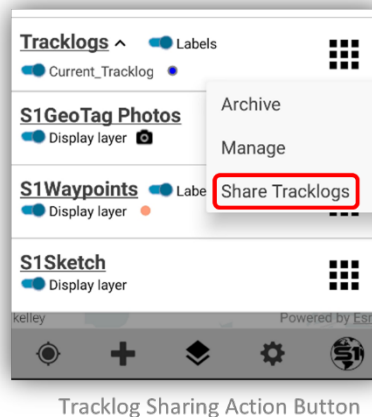 Tracklogs Labels
Current_Tracklog
Archive
S1GeoTag Photos
Display layer
Manage
S1Waypoints Labe
Share Tracklogs
Display layer
S1Sketch
Display layer
kelley Powered by Esri
S1
Tracklog Sharing Action Button